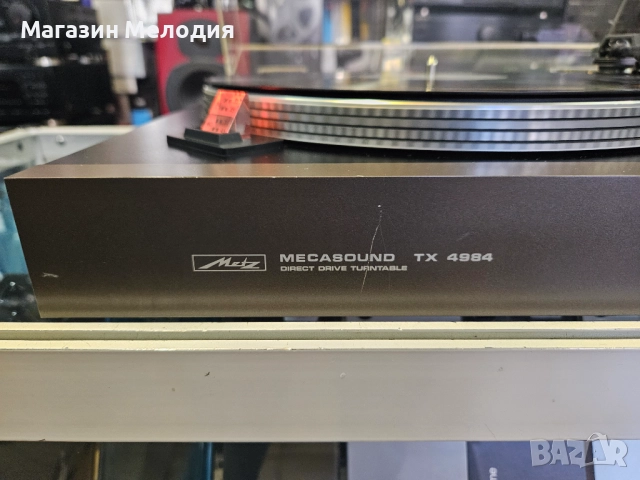 Магазин Мелодия
Metz MECASOUND TX 4984
DIRECT DRIVE TURNTABLE
BAZAR